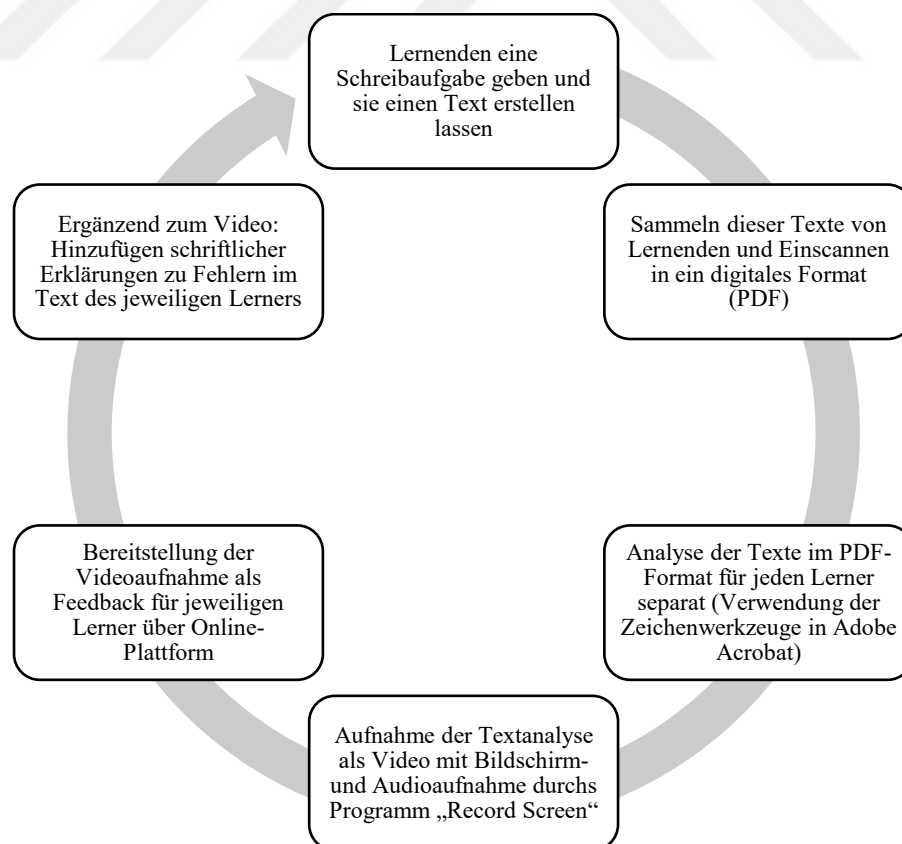 Lernenden eine
Schreibaufgabe geben und
sie einen Text erstellen
lassen
Sammeln dieser Texte von
Lernenden und Einscannen
in ein digitales Format
(PDF)
Analyse der Texte im PDF-
Format für jeden Lerner
separat (Verwendung der
Zeichenwerkzeuge in Adobe
Acrobat)
Aufnahme der Textanalyse
als Video mit Bildschirm-
und Audioaufnahme durchs
Programm „Record Screen“
Bereitstellung der
Videoaufnahme als
Feedback für jeweiligen
Lerner über Online-
Plattform
Ergänzend zum Video:
Hinzufügen schriftlicher
Erklärungen zu Fehlern im
Text des jeweiligen Lerners